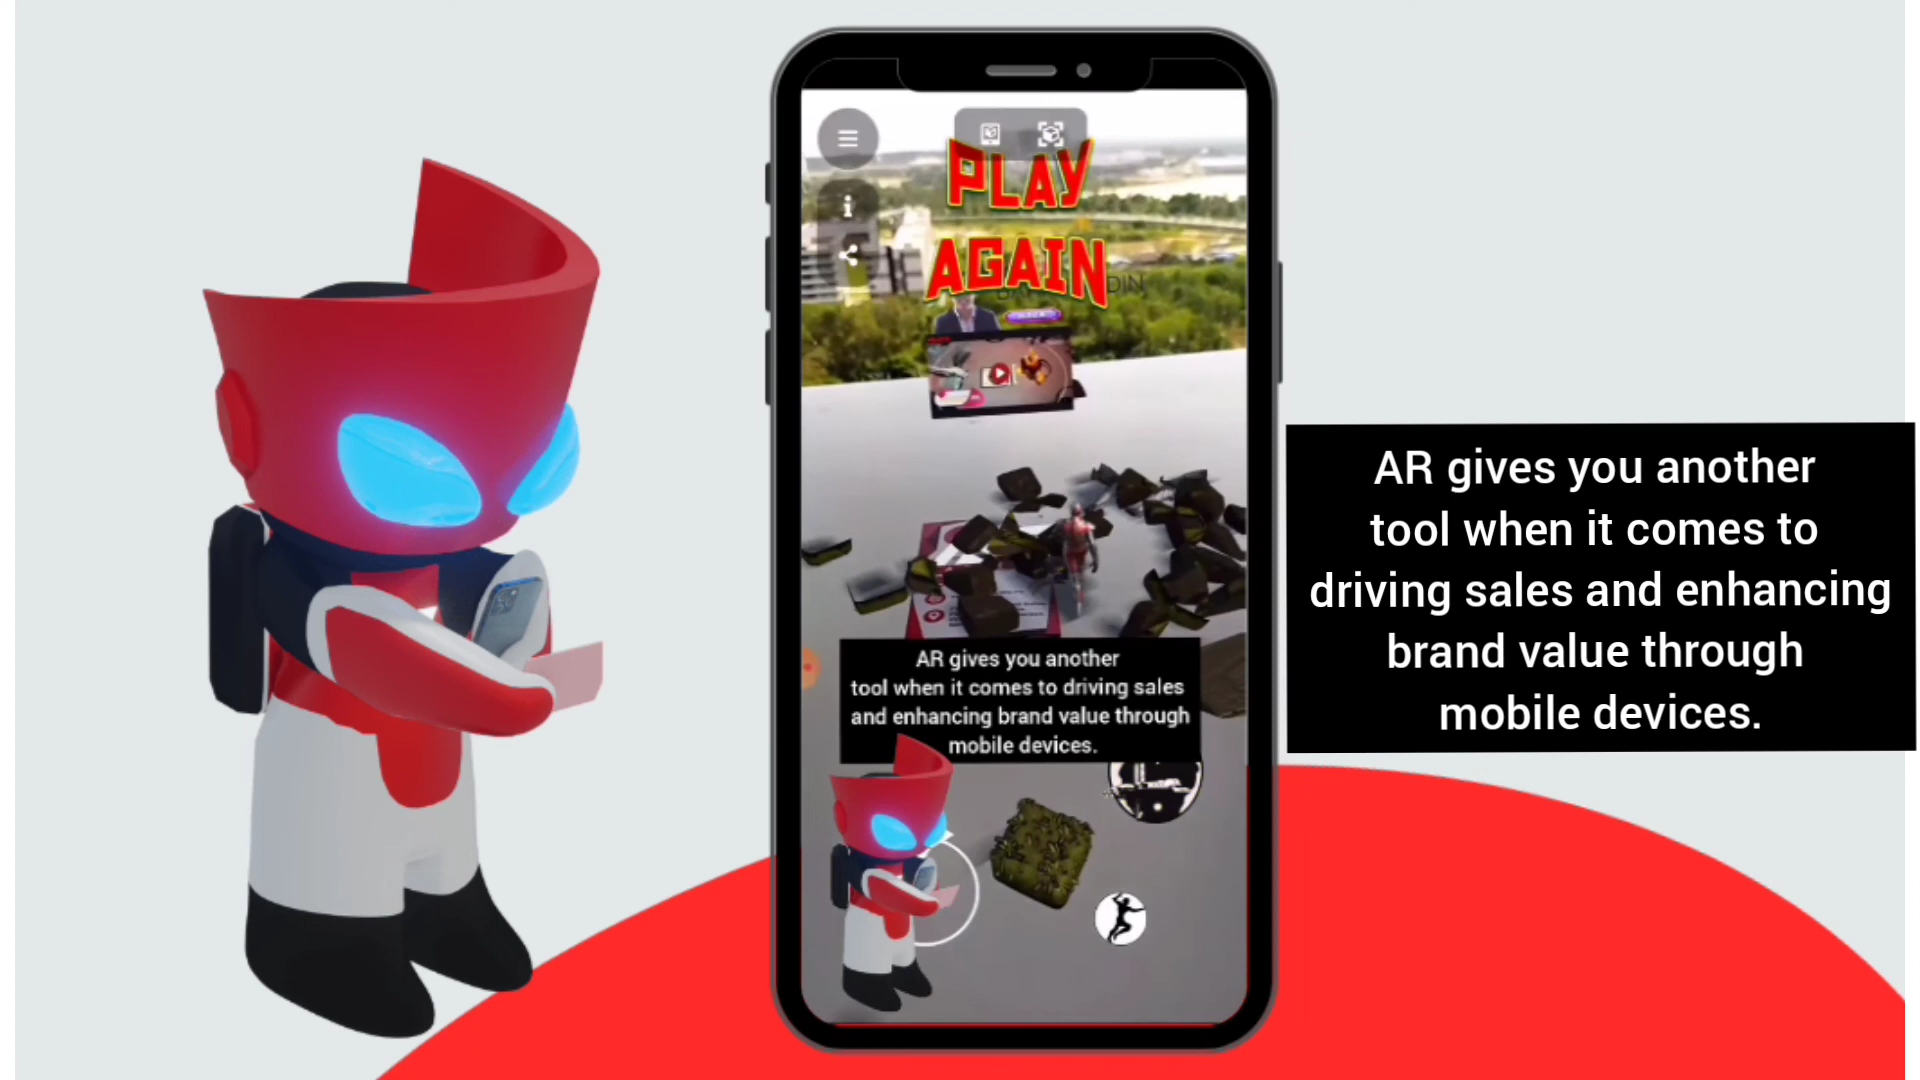 PLAY
AGAIN
DIN
AR gives you another
tool when it comes to driving sales
and enhancing brand value through
mobile devices.
AR gives you another
tool when it comes to
driving sales and enhancing
brand value through
mobile devices.